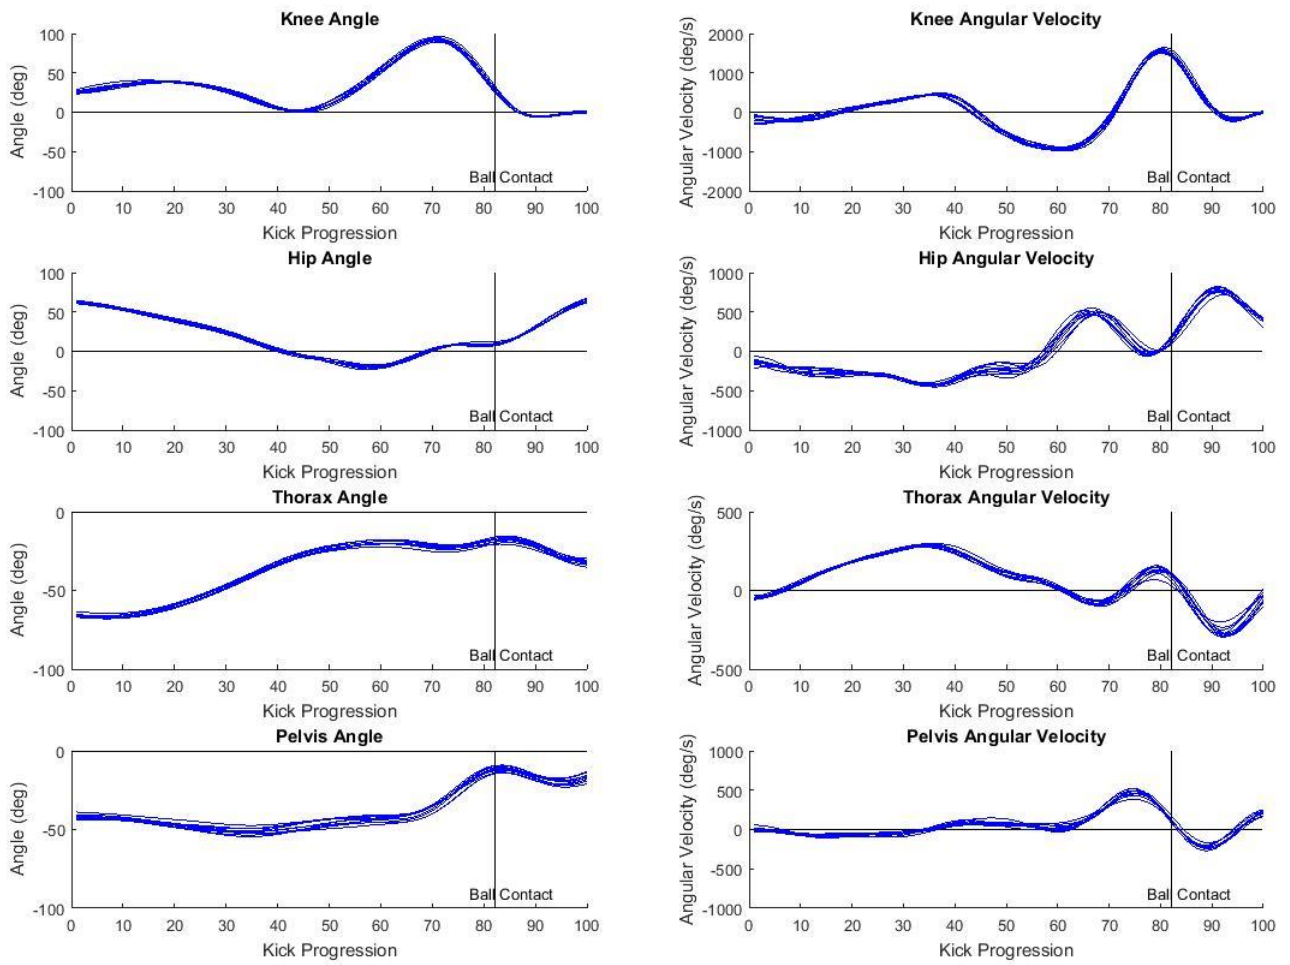 Knee Angle
Angle (deg)
100
50
0
-50
-100
Ball Contact
0 10 20 30 40 50 60 70 80 90 100
Kick Progression
Knee Angular Velocity
Angular Velocity (deg/s)
2000
1000
0
-1000
-2000
Ball Contact
0 10 20 30 40 50 60 70 80 90 100
Kick Progression
Hip Angle
Angle (deg)
100
50
0
-50
-100
Ball Contact
0 10 20 30 40 50 60 70 80 90 100
Kick Progression
Hip Angular Velocity
Angular Velocity (deg/s)
1000
500
0
-500
-1000
Ball Contact
0 10 20 30 40 50 60 70 80 90 100
Kick Progression
Thorax Angle
Angle (deg)
0
-50
-100
Ball Contact
0 10 20 30 40 50 60 70 80 90 100
Kick Progression
Thorax Angular Velocity
Angular Velocity (deg/s)
500
0
-500
Ball Contact
0 10 20 30 40 50 60 70 80 90 100
Kick Progression
Pelvis Angle
Angle (deg)
0
-50
-100
Ball Contact
0 10 20 30 40 50 60 70 80 90 100
Kick Progression
Pelvis Angular Velocity
Angular Velocity (deg/s)
1000
500
0
-500
-1000
Ball Contact
0 10 20 30 40 50 60 70 80 90 100
Kick Progression